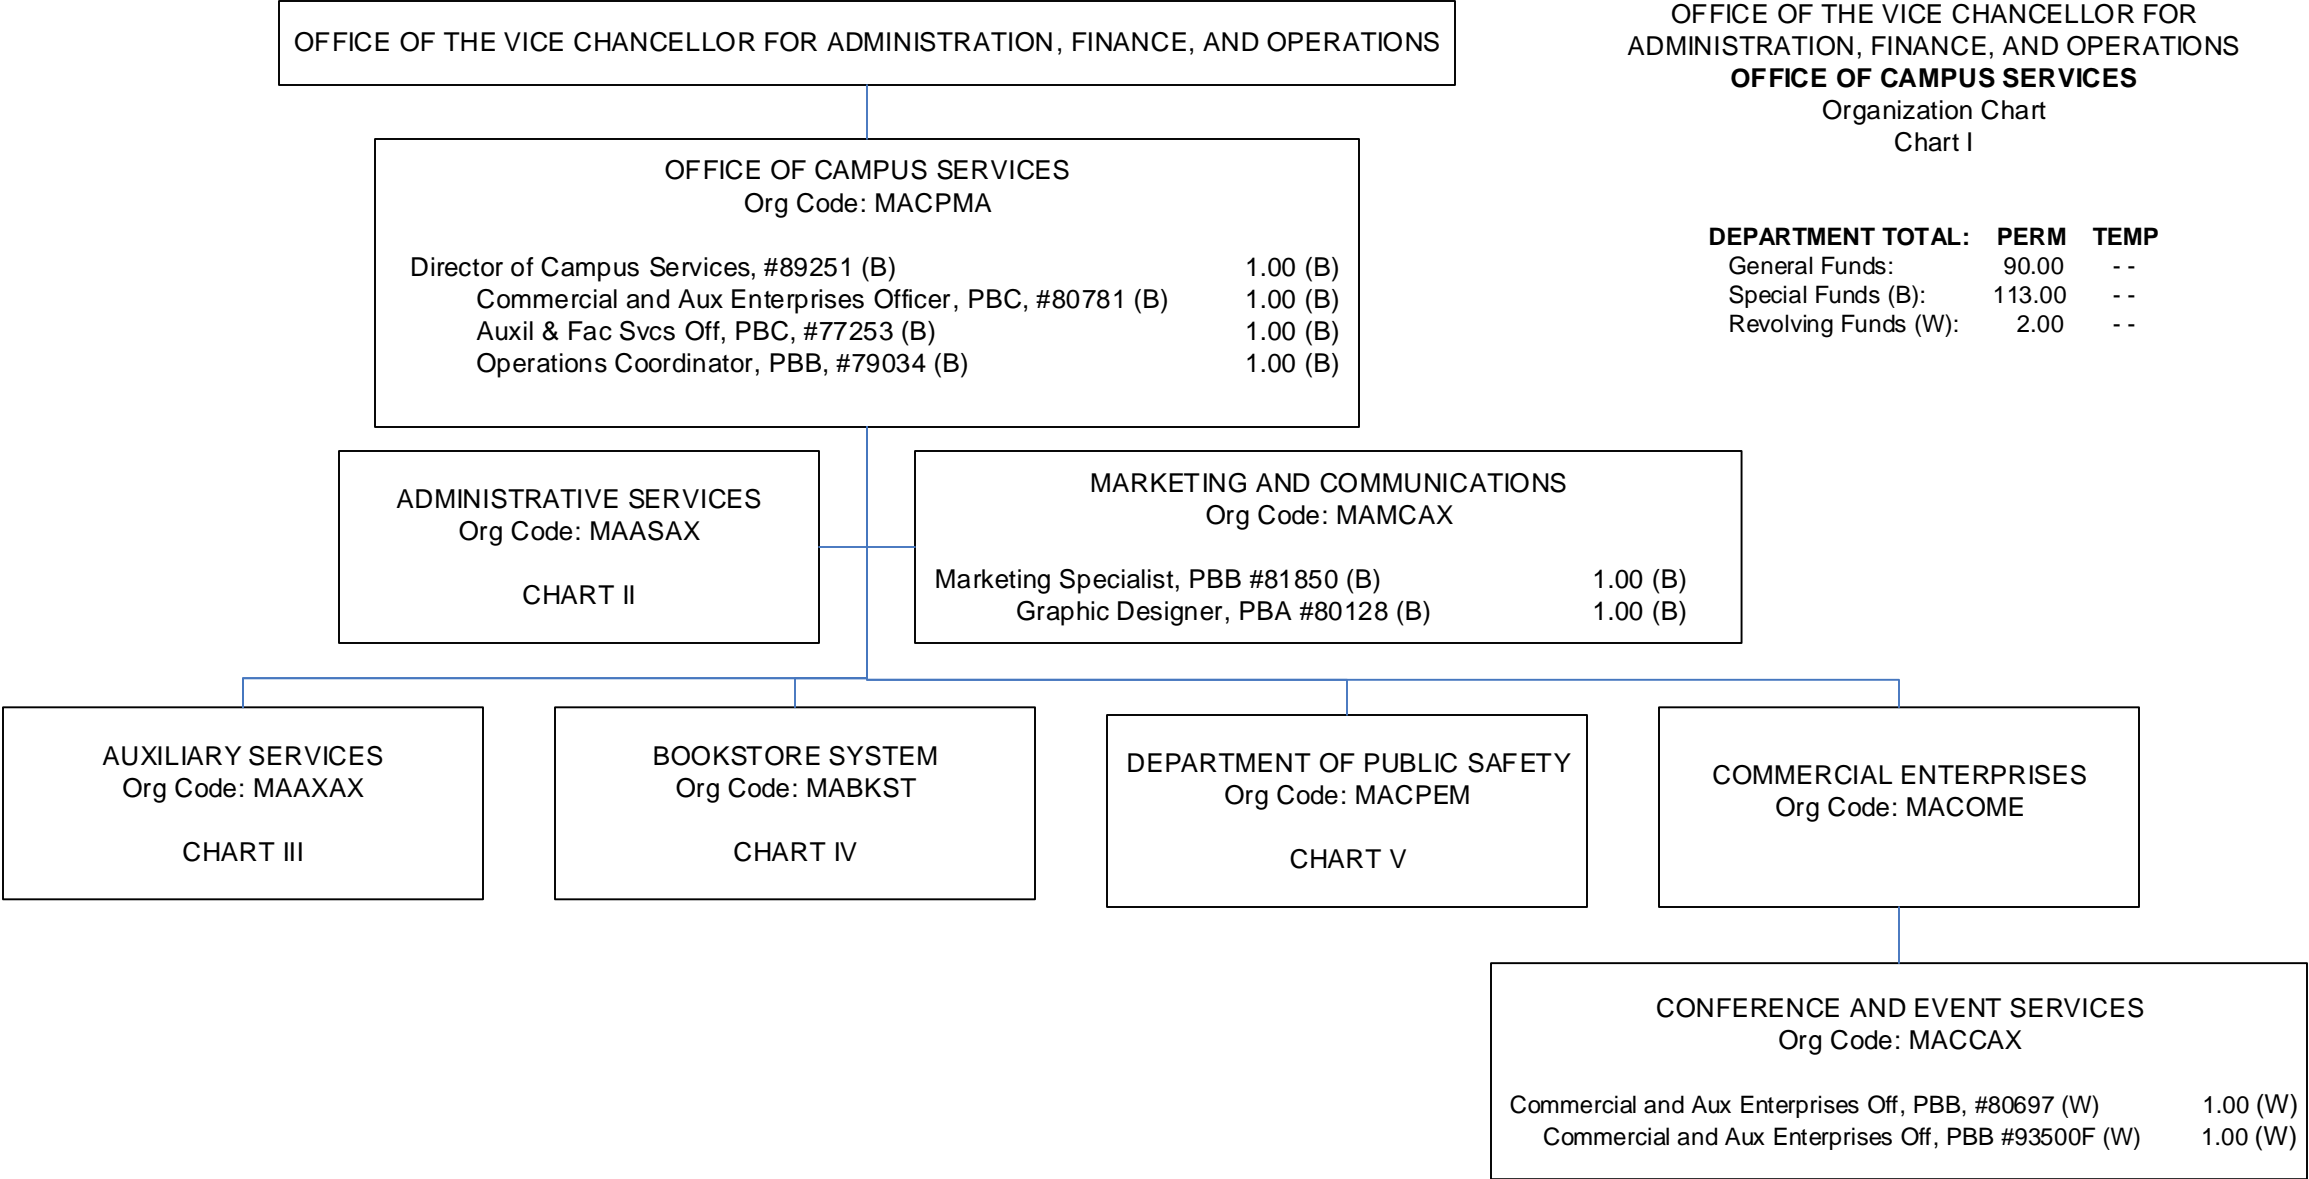 OFFICE OF THE VICE CHANCELLOR FOR ADMINISTRATION, FINANCE, AND OPERATIONS
OFFICE OF THE VICE CHANCELLOR FOR
ADMINISTRATION, FINANCE, AND OPERATIONS
OFFICE OF CAMPUS SERVICES
Organization Chart
Chart I
DEPARTMENT TOTAL: PERM TEMP
General Funds: 90.00 - -
Special Funds (B): 113.00 - -
Revolving Funds (W): 2.00 - -
OFFICE OF CAMPUS SERVICES
Org Code: MACPMA
Director of Campus Services, #89251 (B) 1.00 (B)
Commercial and Aux Enterprises Officer, PBC, #80781 (B) 1.00 (B)
Auxil & Fac Svcs Off, PBC, #77253 (B) 1.00 (B)
Operations Coordinator, PBB, #79034 (B) 1.00 (B)
ADMINISTRATIVE SERVICES
Org Code: MAASAX
CHART II
MARKETING AND COMMUNICATIONS
Org Code: MAMCAX
Marketing Specialist, PBB #81850 (B) 1.00 (B)
Graphic Designer, PBA #80128 (B) 1.00 (B)
AUXILIARY SERVICES
Org Code: MAAXAX
CHART III
BOOKSTORE SYSTEM
Org Code: MABKST
CHART IV
DEPARTMENT OF PUBLIC SAFETY
Org Code: MACPEM
CHART V
COMMERCIAL ENTERPRISES
Org Code: MACOME
CONFERENCE AND EVENT SERVICES
Org Code: MACCAX
Commercial and Aux Enterprises Off, PBB, #80697 (W) 1.00 (W)
Commercial and Aux Enterprises Off, PBB #93500F (W) 1.00 (W)